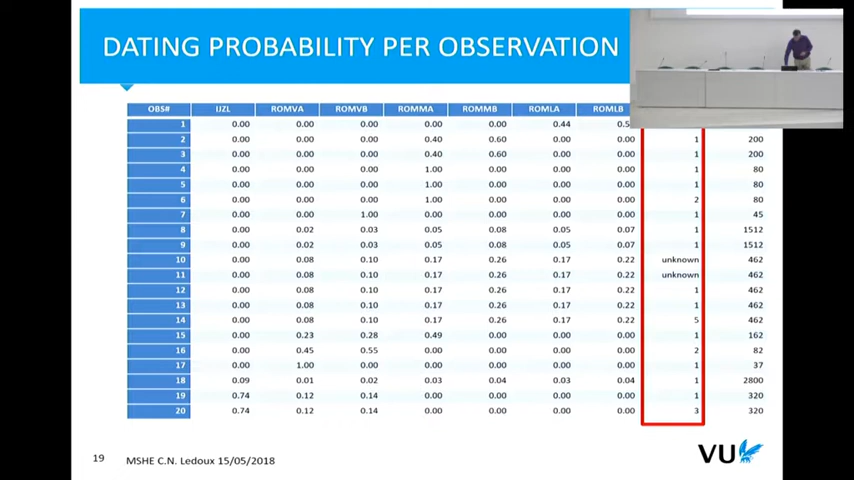 DATING PROBABILITY PER OBSERVATION
OBS# IJZL ROMVA ROMVB ROMMA ROMMB ROMLA ROMLB
1 0.00 0.00 0.00 0.00 0.00 0.44
2 0.00 0.00 0.00 0.40 0.60 0.00 0.00 1 200
3 0.00 0.00 0.00 0.40 0.60 0.00 0.00 1 200
4 0.00 0.00 0.00 1.00 0.00 0.00 0.00 1 80
5 0.00 0.00 0.00 1.00 0.00 0.00 0.00 1 80
6 0.00 0.00 0.00 1.00 0.00 0.00 0.00 2 80
7 0.00 0.00 1.00 0.00 0.00 0.00 0.00 1 45
8 0.00 0.02 0.03 0.05 0.08 0.05 0.07 1 1512
9 0.00 0.02 0.03 0.05 0.08 0.05 0.07 1 1512
10 0.00 0.08 0.10 0.17 0.26 0.17 0.22 unknown 462
11 0.00 0.08 0.10 0.17 0.26 0.17 0.22 unknown 462
12 0.00 0.08 0.10 0.17 0.26 0.17 0.22 1 462
13 0.00 0.08 0.10 0.17 0.26 0.17 0.22 1 462
14 0.00 0.08 0.10 0.17 0.26 0.17 0.22 5 462
15 0.00 0.23 0.28 0.49 0.00 0.00 0.00 1 162
16 0.00 0.45 0.55 0.00 0.00 0.00 0.00 2 82
17 0.00 1.00 0.00 0.00 0.00 0.00 0.00 1 37
18 0.09 0.01 0.02 0.03 0.04 0.03 0.04 1 2800
19 0.74 0.12 0.14 0.00 0.00 0.00 0.00 1 320
20 0.74 0.12 0.14 0.00 0.00 0.00 0.00 3 320
19 MSHE C.N. Ledoux 15/05/2018
VU